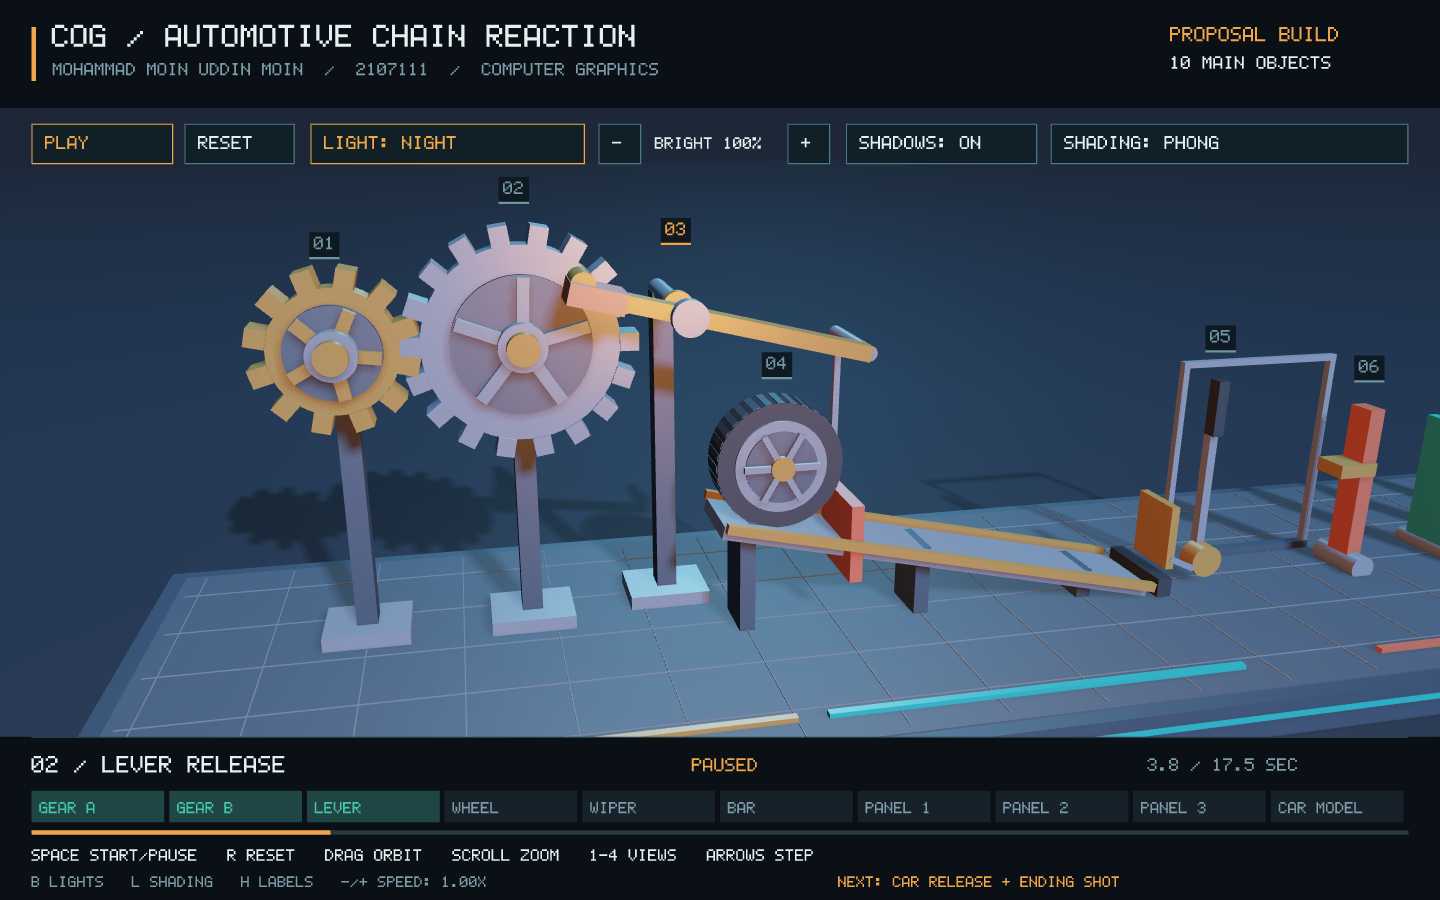 COG / AUTOMOTIVE CHAIN REACTION
MOHAMMAD MOIN UDDIN MOIN / 2107111 / COMPUTER GRAPHICS
PROPOSAL BUILD
10 MAIN OBJECTS
PLAY
RESET
LIGHT: NIGHT
-
BRIGHT 100%
+
SHADOWS: ON
SHADING: PHONG
01
02
03
04
05
06
02 / LEVER RELEASE
PAUSED
3.8 / 17.5 SEC
GEAR A
GEAR B
LEVER
WHEEL
WIPER
BAR
PANEL 1
PANEL 2
PANEL 3
CAR MODEL
SPACE START/PAUSE R RESET DRAG ORBIT SCROLL ZOOM 1-4 VIEWS ARROWS STEP
B LIGHTS L SHADING H LABELS -/+ SPEED: 1.00X
NEXT: CAR RELEASE + ENDING SHOT